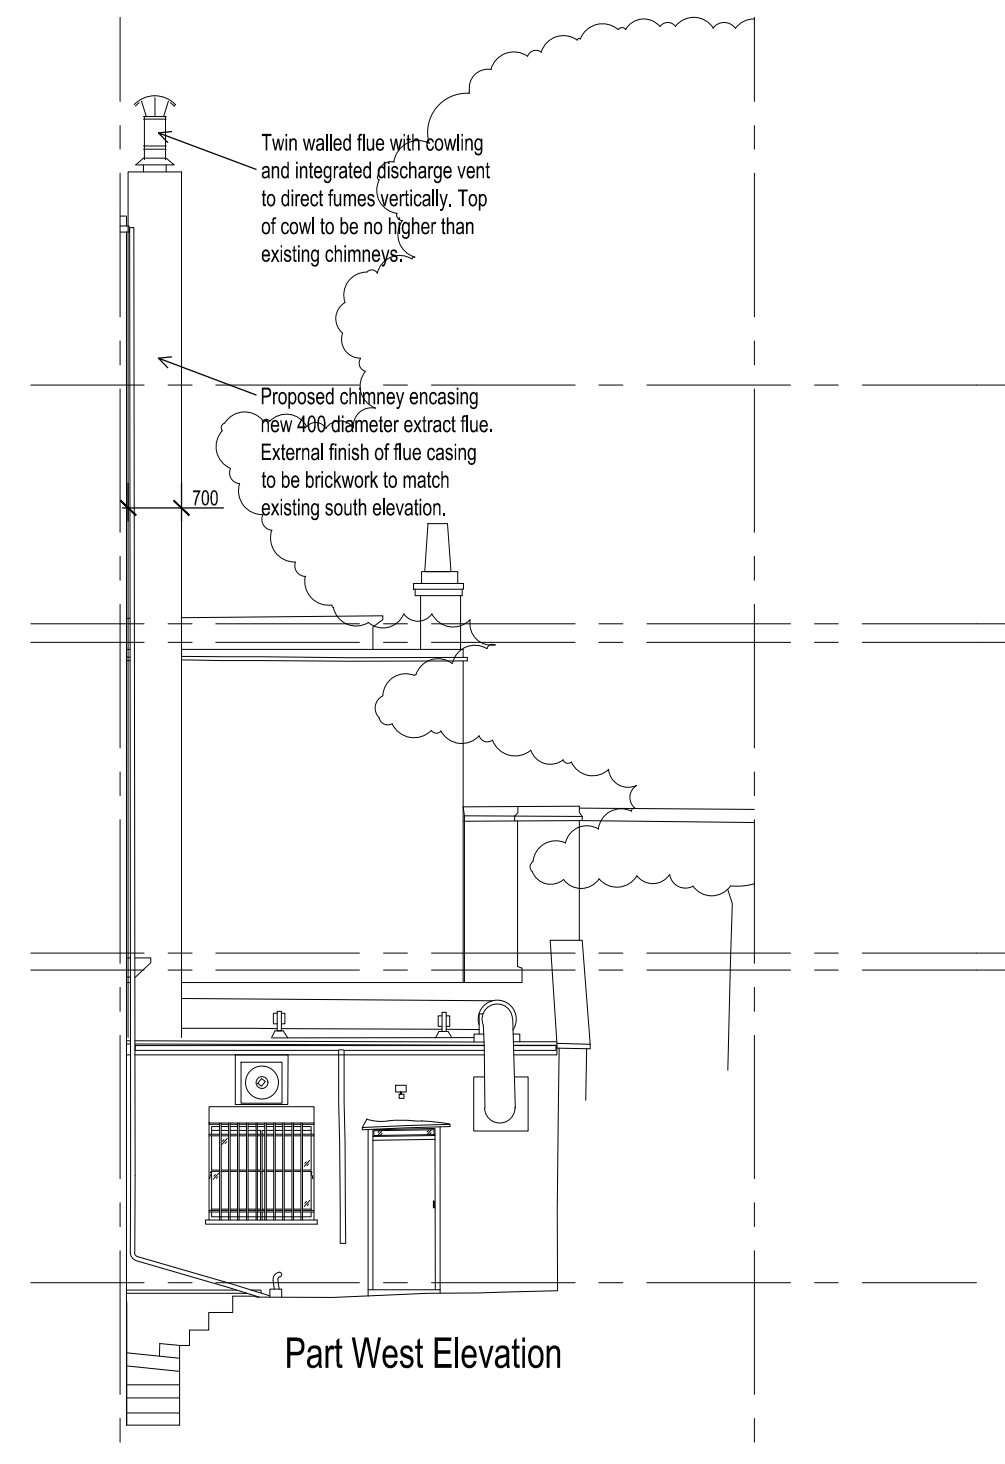 Twin walled flue with cowling
and integrated discharge vent
to direct fumes vertically. Top
of cowl to be no higher than
existing chimneys.
Proposed chimney encasing
new 400 diameter extract flue.
External finish of flue casing
to be brickwork to match
existing south elevation.
700
Part West Elevation